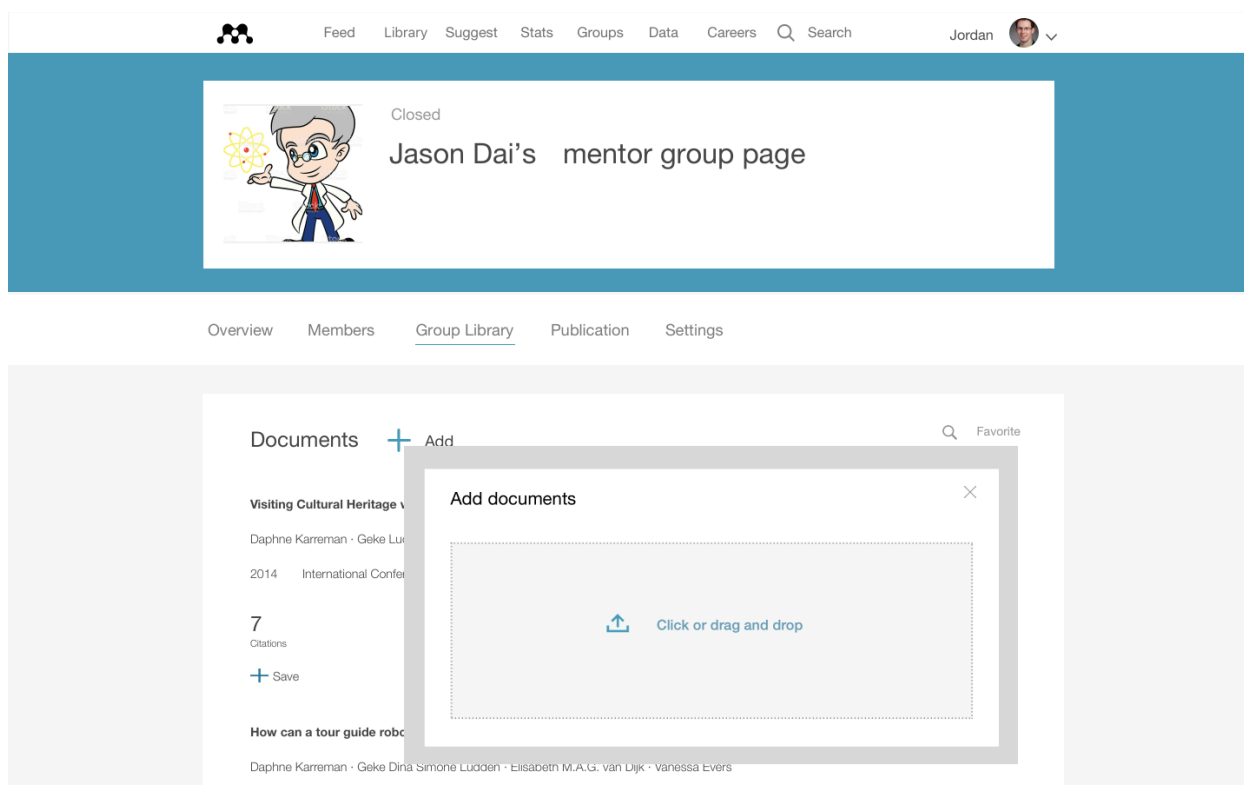 Feed Library Suggest Stats Groups Data Careers Search Jordan
Closed
Jason Dai's mentor group page
Overview Members Group Library Publication Settings
Documents Add Favorite
Add documents
Visiting Cultural Heritage
Daphne Karreman · Geke
2014 International
Click or drag and drop
7
Citations
Save
How can a tour guide
Daphne Karreman · Geke Dina Simone Ludden · Elisabeth M.A.G. van Dijk · Vanessa Evers